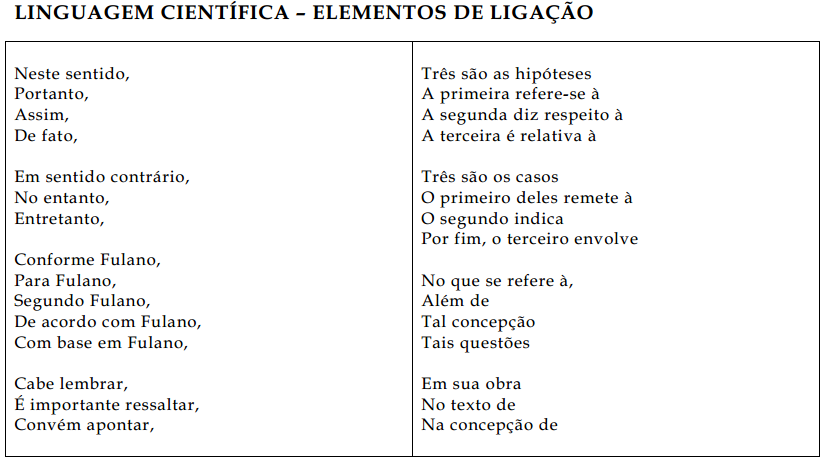 LINGUAGEM CIENTÍFICA – ELEMENTOS DE LIGAÇÃO
Neste sentido,
Portanto,
Assim,
De fato,
Em sentido contrário,
No entanto,
Entretanto,
Conforme Fulano,
Para Fulano,
Segundo Fulano,
De acordo com Fulano,
Com base em Fulano,
Cabe lembrar,
É importante ressaltar,
Convém apontar,
Três são as hipóteses
A primeira refere-se à
A segunda diz respeito à
A terceira é relativa à
Três são os casos
O primeiro deles remete à
O segundo indica
Por fim, o terceiro envolve
No que se refere à,
Além de
Tal concepção
Tais questões
Em sua obra
No texto de
Na concepção de